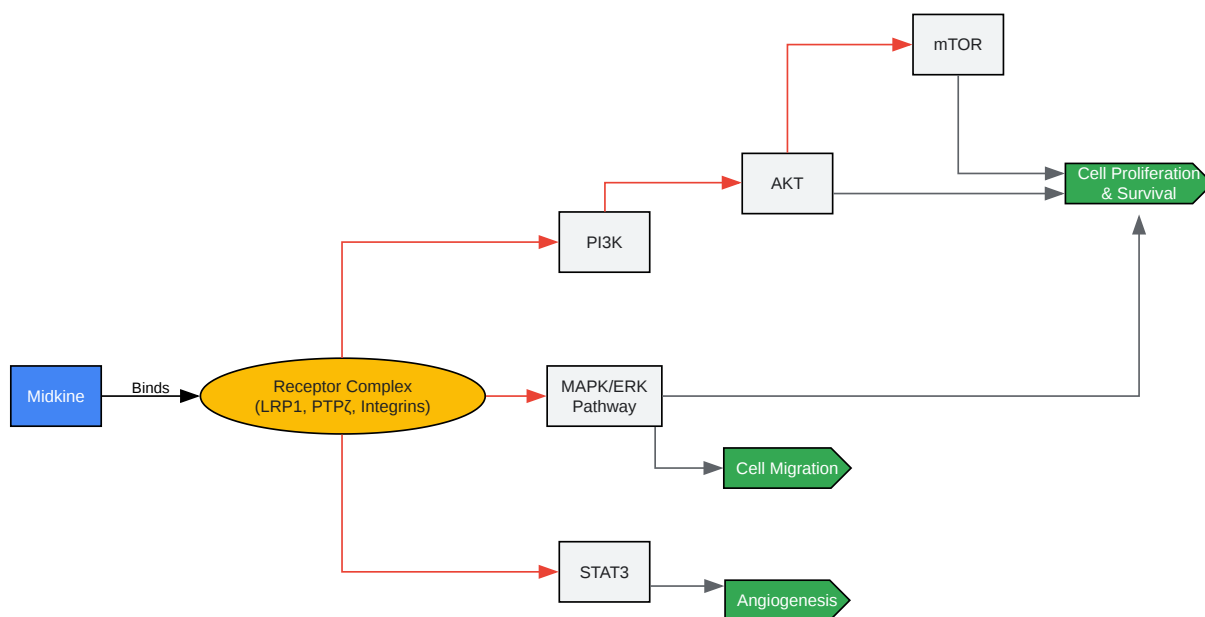 mTOR
AKT
Cell Proliferation
& Survival
PI3K
Midkine
Binds
Receptor Complex
(LRP1, PTPζ, Integrins)
MAPK/ERK
Pathway
Cell Migration
STAT3
Angiogenesis